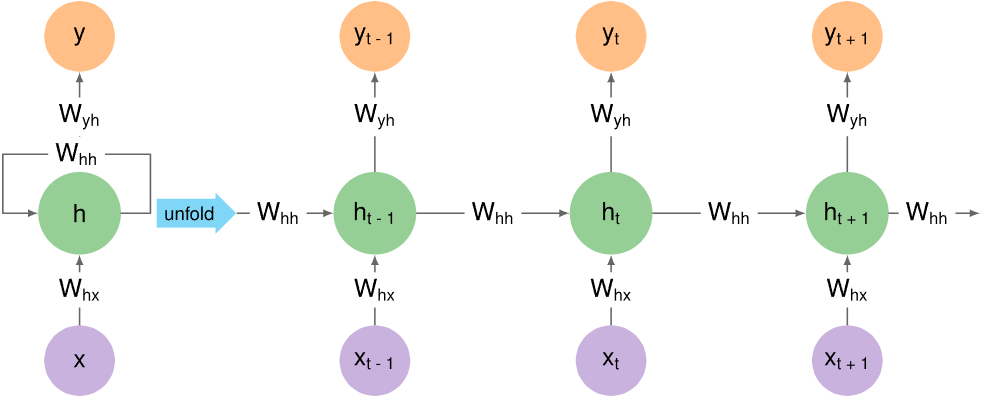 y y_{t - 1} y_t y_{t + 1}
W_{yh} W_{yh} W_{yh} W_{yh}
W_{hh}
h unfold W_{hh} h_{t - 1} W_{hh} h_t W_{hh} h_{t + 1} W_{hh}
W_{hx} W_{hx} W_{hx} W_{hx}
x x_{t - 1} x_t x_{t + 1}